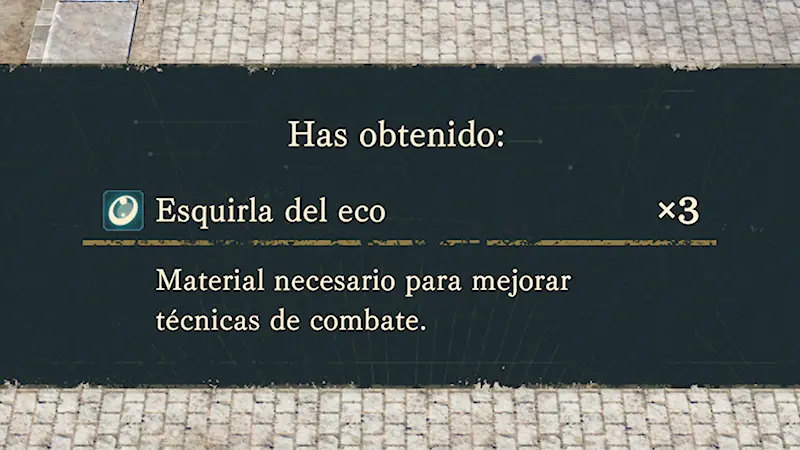 Has obtenido:
Esquirla del eco ×3
Material necesario para mejorar
técnicas de combate.